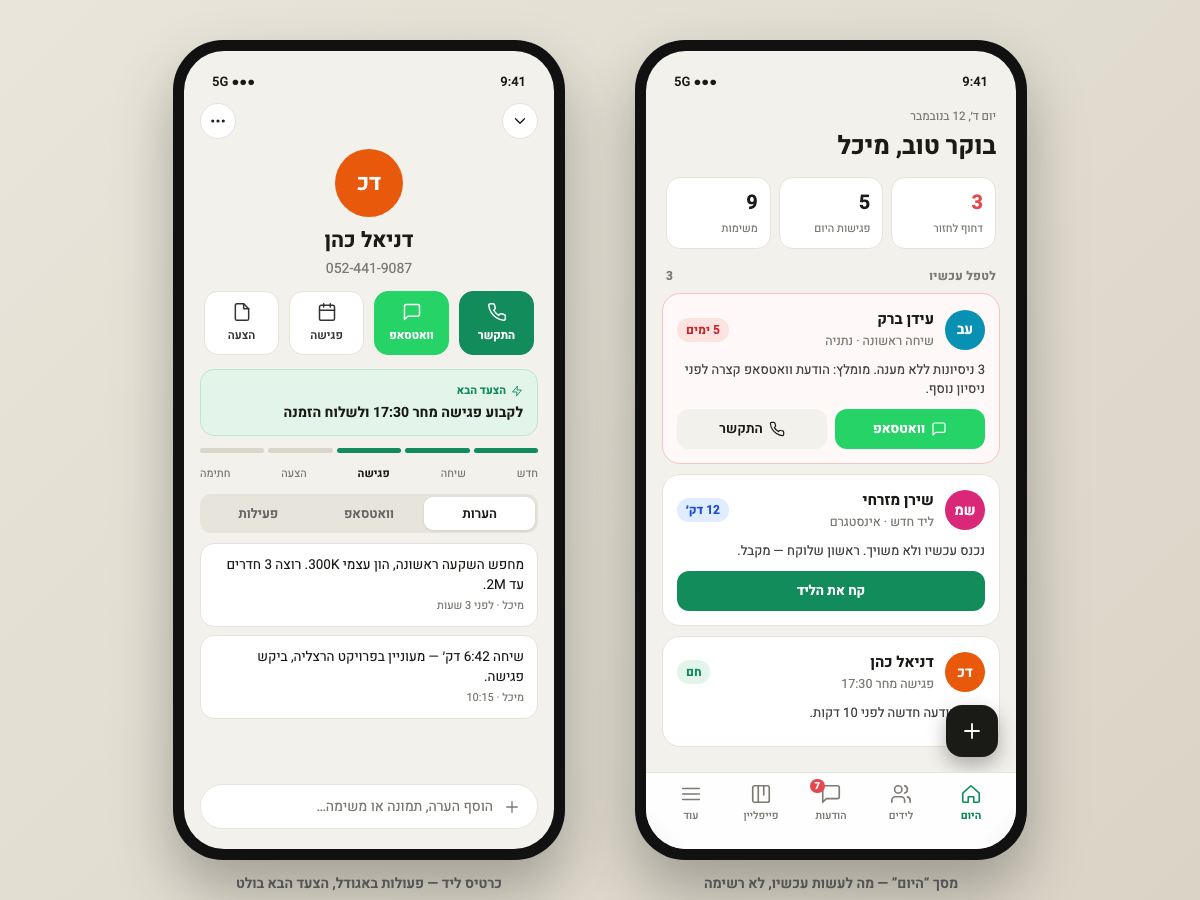 9:41
5G
יום ד׳, 12 בנובמבר
בוקר טוב, מיכל
3
דחוף לחזור
5
פגישות היום
9
משימות
לטפל עכשיו
3
עב
עידן ברק
שיחה ראשונה · נתניה
5 ימים
3 ניסיונות ללא מענה. מומלץ: הודעת וואטסאפ קצרה לפני
ניסיון נוסף.
וואטסאפ
התקשר
שמ
שירן מזרחי
ליד חדש · אינסטגרם
12 דק׳
נכנס עכשיו ולא משויך. ראשון שלוקח — מקבל.
קח את הליד
דכ
דניאל כהן
פגישה מחר 17:30
חם
חדשה לפני 10 דקות.
היום
לידים
7
הודעות
פייפליין
עוד
מסך "היום" — מה לעשות עכשיו, לא רשימה
9:41
5G
דכ
דניאל כהן
052-441-9087
התקשר
וואטסאפ
פגישה
הצעה
הצעד הבא
לקבוע פגישה מחר 17:30 ולשלוח הזמנה
חדש
שיחה
פגישה
הצעה
חתימה
הערות
וואטסאפ
פעילות
מחפש השקעה ראשונה, הון עצמי 300K. רוצה 3 חדרים
עד 2M.
מיכל · לפני 3 שעות
שיחה 6:42 דק׳ — מעוניין בפרויקט הרצליה, ביקש
פגישה.
מיכל · 10:15
הוסף הערה, תמונה או משימה...
כרטיס ליד — פעולות באגודל, הצעד הבא בולט